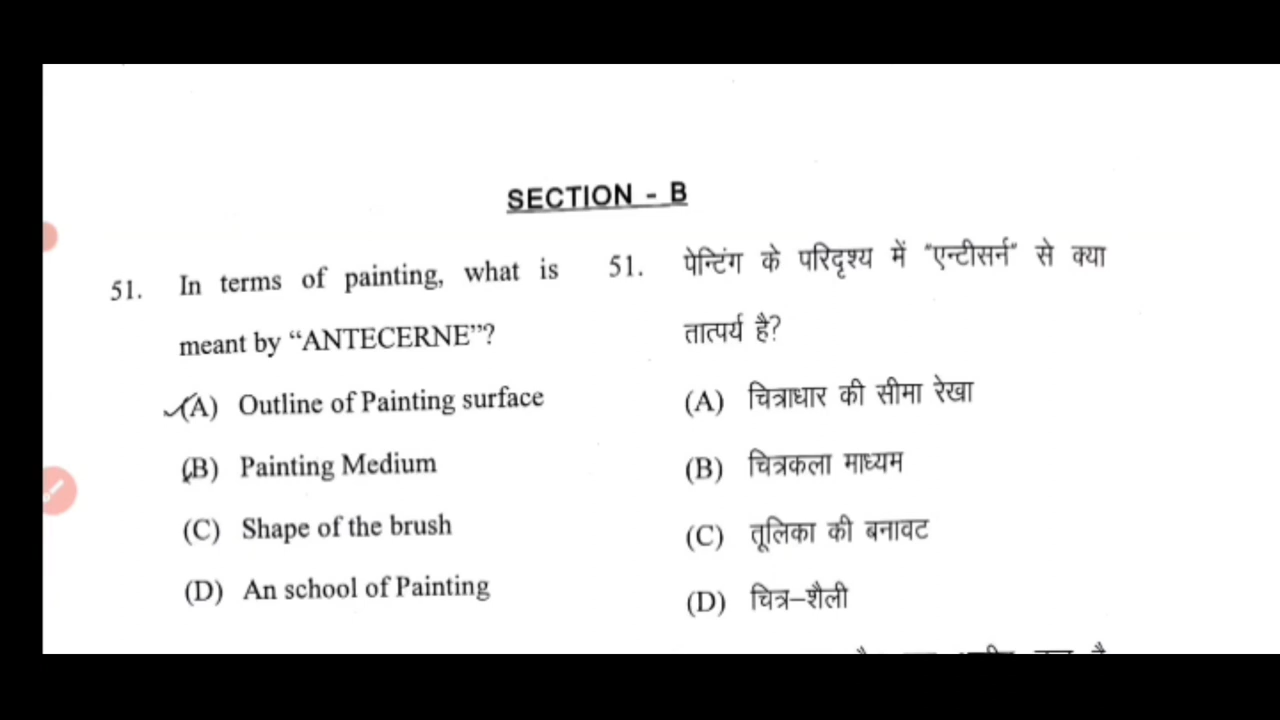 SECTION - B
51. In terms of painting, what is
meant by “ANTECERNE”?
(A) Outline of Painting surface
(B) Painting Medium
(C) Shape of the brush
(D) An school of Painting
51. पेन्टिंग के परिदृश्य में "एन्टीसर्न" से क्या
तात्पर्य है?
(A) चित्राधार की सीमा रेखा
(B) चित्रकला माध्यम
(C) तूलिका की बनावट
(D) चित्र–शैली